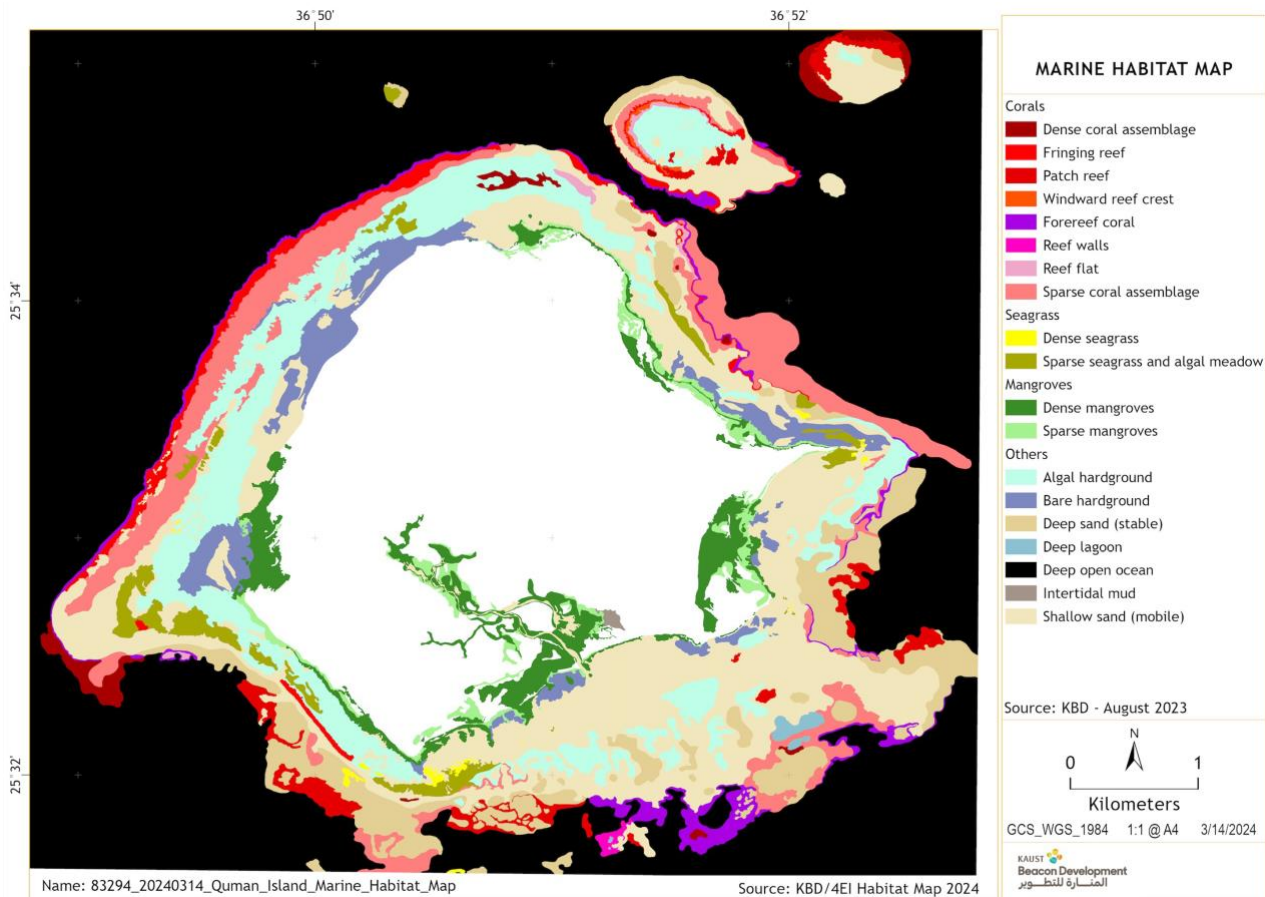 36°50'
36°52'
25°34'
25°32'
MARINE HABITAT MAP
Corals
Dense coral assemblage
Fringing reef
Patch reef
Windward reef crest
Forereef coral
Reef walls
Reef flat
Sparse coral assemblage
Seagrass
Dense seagrass
Sparse seagrass and algal meadow
Mangroves
Dense mangroves
Sparse mangroves
Others
Algal hardground
Bare hardground
Deep sand (stable)
Deep lagoon
Deep open ocean
Intertidal mud
Shallow sand (mobile)
Source: KBD - August 2023
N
0 1
Kilometers
GCS_WGS_1984 1:1 @ A4 3/14/2024
KAUST
Beacon Development
المنـــارة للتطـــوير
Name: 83294_20240314_Quman_Island_Marine_Habitat_Map
Source: KBD/4EI Habitat Map 2024